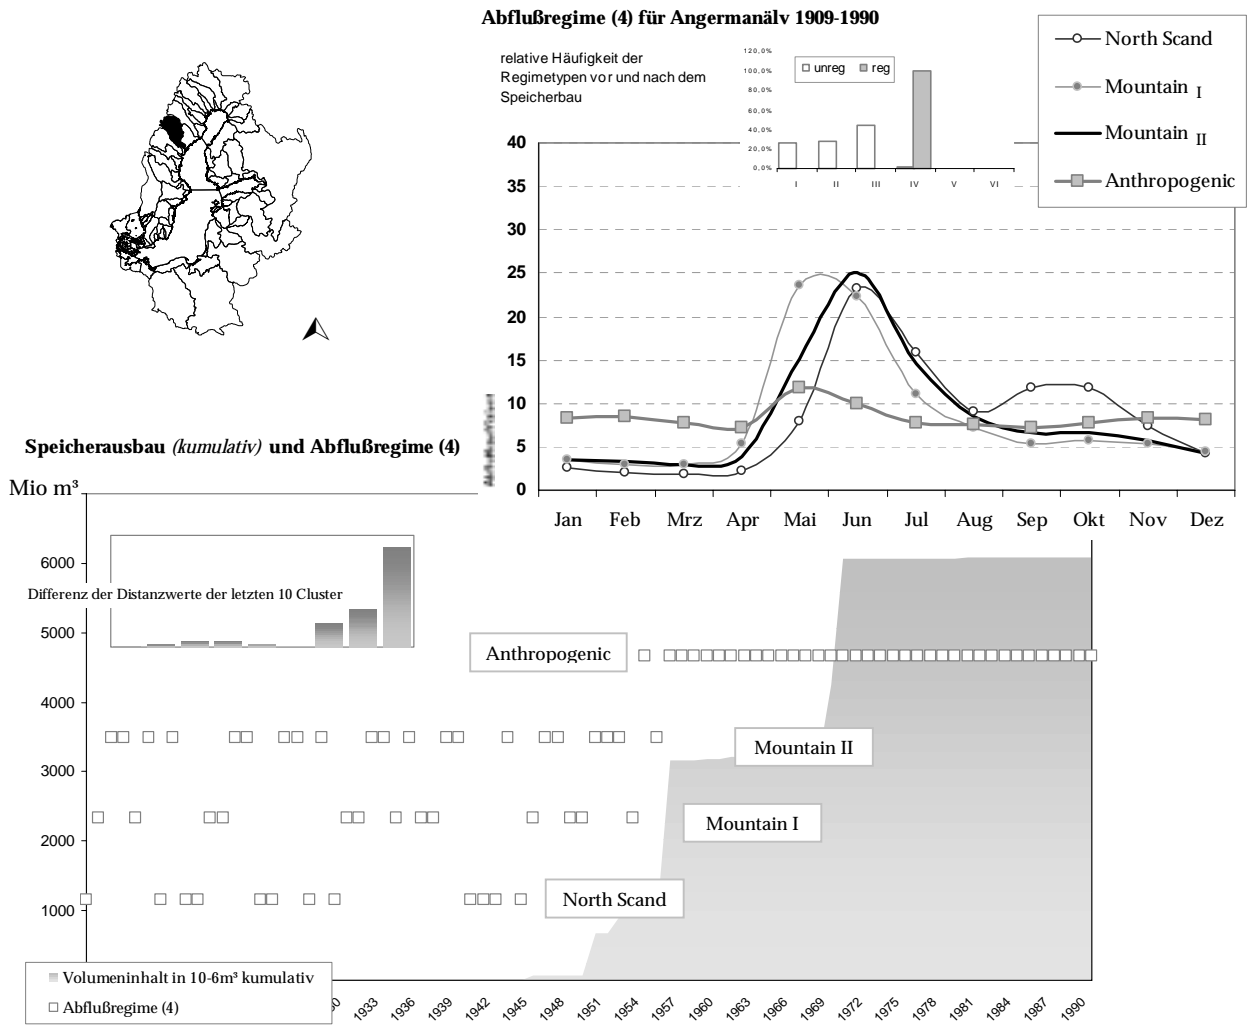 Abflußregime (4) für Angermanälv 1909-1990
relative Häufigkeit der
Regimetypen vor und nach dem
Speicherbau
120,0%
100,0%
80,0%
60,0%
40,0%
20,0%
0,0%
unreg reg
I II III IV V VI
North Scand
Mountain I
Mountain II
Anthropogenic
40
35
30
25
20
15
10
5
0
Jan Feb Mrz Apr Mai Jun Jul Aug Sep Okt Nov Dez
Speicherausbau (kumulativ) und Abflußregime (4)
Mio m³
6000
5000
4000
3000
2000
1000
Differenz der Distanzwerte der letzten 10 Cluster
Anthropogenic
Mountain II
Mountain I
North Scand
Volumeninhalt in 10-6m³ kumulativ
Abflußregime (4)
1933 1936 1939 1942 1945 1948 1951 1954 1957 1960 1963 1966 1969 1972 1975 1978 1981 1984 1987 1990